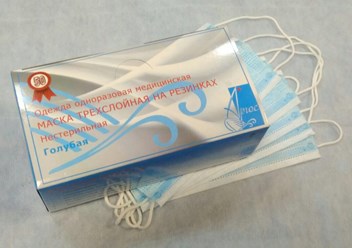 Одежда одноразовая медицинская
МАСКА ТРЕХСЛОЙНАЯ НА РЕЗИНКАХ
Нестерильная
Голубая